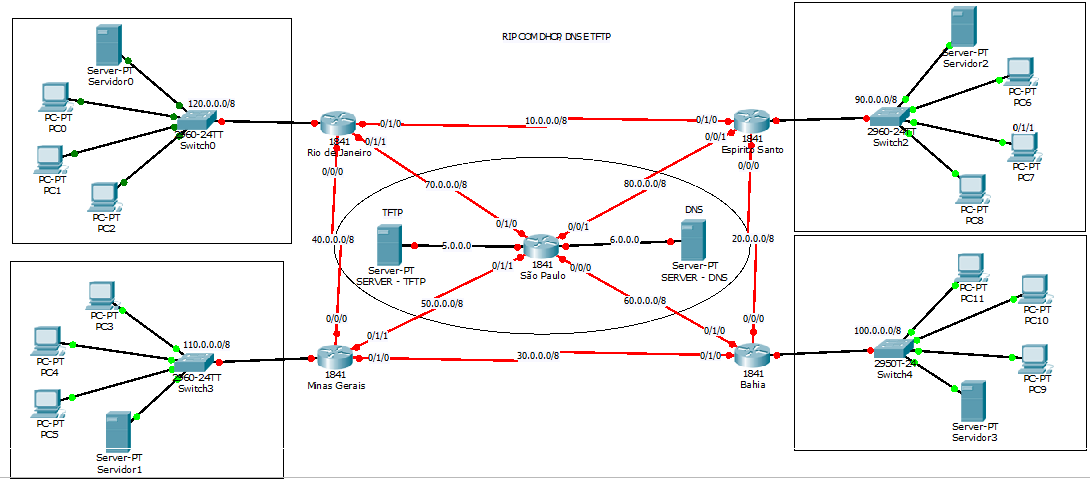 RIP COM DHCP, DNS E TFTP
Server-PT
Servidor0
PC-PT
PC0
PC-PT
PC1
PC-PT
PC2
120.0.0.0/8
2960-24TT
Switch0
1841
Rio de Janeiro
0/1/0
0/1/1
0/0/0
10.0.0.0/8
0/1/0
0/0/1
1841
Espirito Santo
0/0/0
90.0.0.0/8
2960-24TT
Switch2
Server-PT
Servidor2
PC-PT
PC6
0/1/1
PC-PT
PC7
PC-PT
PC8
70.0.0.0/8
80.0.0.0/8
40.0.0.0/8
20.0.0.0/8
TFTP
Server-PT
SERVER - TFTP
5.0.0.0
0/1/0
0/0/1
0/1/1
0/0/0
1841
São Paulo
6.0.0.0
DNS
Server-PT
SERVER - DNS
50.0.0.0/8
60.0.0.0/8
PC-PT
PC3
PC-PT
PC4
PC-PT
PC5
Server-PT
Servidor1
110.0.0.0/8
2960-24TT
Switch3
0/0/0
0/1/1
0/1/0
1841
Minas Gerais
30.0.0.0/8
0/0/0
0/1/0
0/1/0
1841
Bahia
100.0.0.0/8
2950T-24
Switch4
PC-PT
PC11
PC-PT
PC10
PC-PT
PC9
Server-PT
Servidor3